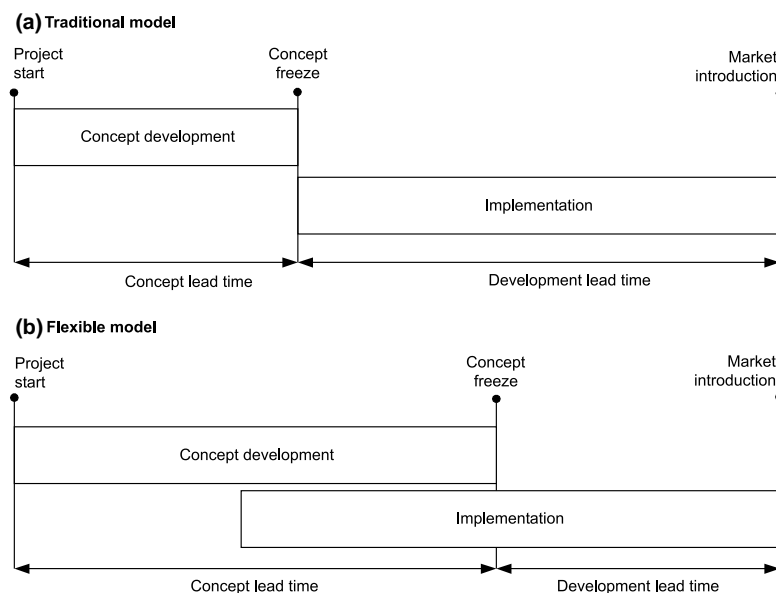 (a) Traditional model
Project
start
Concept
freeze
Market
introduction
Concept development
Implementation
Concept lead time
Development lead time
(b) Flexible model
Project
start
Concept
freeze
Market
introduction
Concept development
Implementation
Concept lead time
Development lead time